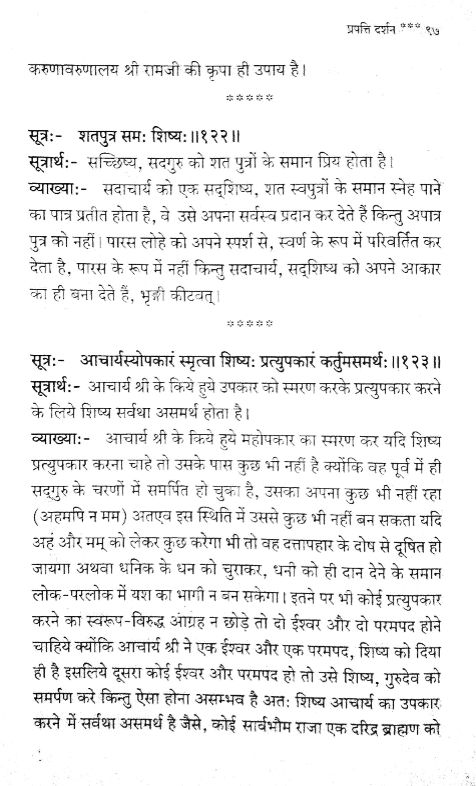 प्रपत्ति दर्शन *** ९७
करुणावरुणालय श्री रामजी की कृपा ही उपाय है।
*****
सूत्र:- शतपुत्र समः शिष्यः॥१२२॥
सूत्रार्थ:- सच्छिष्य, सदगुरु को शत पुत्रों के समान प्रिय होता है।
व्याख्या:- सदाचार्य को एक सद्शिष्य, शत स्वपुत्रों के समान स्नेह पाने
का पात्र प्रतीत होता है, वे उसे अपना सर्वस्व प्रदान कर देते हैं किन्तु अपात्र
पुत्र को नहीं। पारस लोहे को अपने स्पर्श से, स्वर्ण के रूप में परिवर्तित कर
देता है, पारस के रूप में नहीं किन्तु सदाचार्य, सद्शिष्य को अपने आकार
का ही बना देते हैं, भृङ्गी कीटवत्।
*****
सूत्र:- आचार्यस्योपकारं स्मृत्वा शिष्यः प्रत्युपकारं कर्तुमसमर्थः॥१२३॥
सूत्रार्थ:- आचार्य श्री के किये हुये उपकार को स्मरण करके प्रत्युपकार करने
के लिये शिष्य सर्वथा असमर्थ होता है।
व्याख्या:- आचार्य श्री के किये हुये महोपकार का स्मरण कर यदि शिष्य
प्रत्युपकार करना चाहे तो उसके पास कुछ भी नहीं है क्योंकि वह पूर्व में ही
सद्गुरु के चरणों में समर्पित हो चुका है, उसका अपना कुछ भी नहीं रहा
(अहमपि न मम) अतएव इस स्थिति में उससे कुछ भी नहीं बन सकता यदि
अहं और मम् को लेकर कुछ करेगा भी तो वह दत्तापहार के दोष से दूषित हो
जायगा अथवा धनिक के धन को चुराकर, धनी को ही दान देने के समान
लोक-परलोक में यश का भागी न बन सकेगा। इतने पर भी कोई प्रत्युपकार
करने का स्वरूप-विरुद्ध आग्रह न छोड़े तो दो ईश्वर और दो परमपद होने
चाहिये क्योंकि आचार्य श्री ने एक ईश्वर और एक परमपद, शिष्य को दिया
ही है इसलिये दूसरा कोई ईश्वर और परमपद हो तो उसे शिष्य, गुरुदेव को
समर्पण करे किन्तु ऐसा होना असम्भव है अतः शिष्य आचार्य का उपकार
करने में सर्वथा असमर्थ है जैसे, कोई सार्वभौम राजा एक दरिद्र ब्राह्मण को